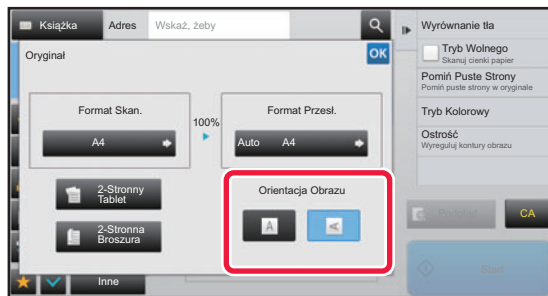 Książka
Adres
Wskaż, żeby
Wyrównanie tła
Oryginał
OK
Tryb Wolnego
Skanuj cienki papier
Pomiń Puste Strony
Pomiń puste strony w oryginale
Format Skan.
100%
Format Przesł.
Tryb Kolorowy
A4
Auto A4
Ostrość
Wyreguluj kontury obrazu
2-Stronny
Tablet
Orientacja Obrazu
A
A
2-Stronna
Broszura
Podgląd
CA
Start
Inne